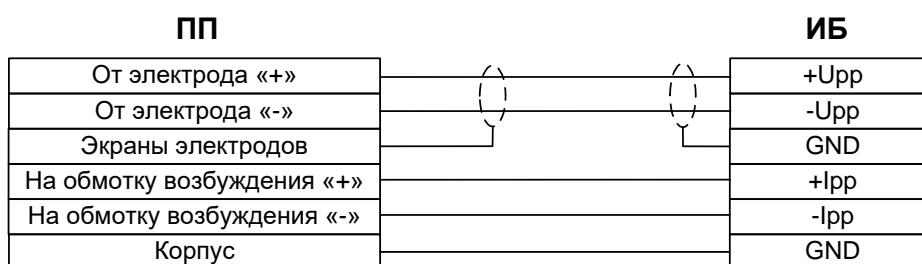 ПП ИБ
От электрода «+» +Upp
От электрода «-» -Upp
Экраны электродов GND
На обмотку возбуждения «+» +Ipp
На обмотку возбуждения «-» -Ipp
Корпус GND